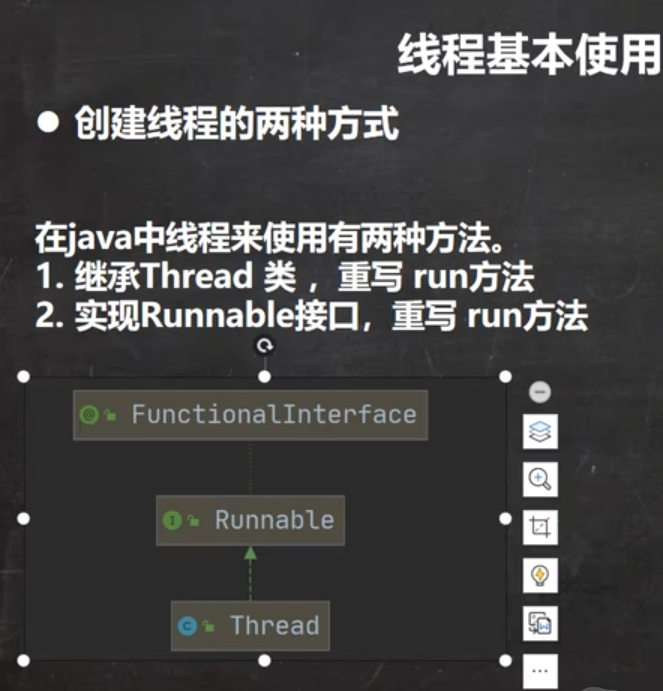 线程基本使用
● 创建线程的两种方式
在java中线程来使用有两种方法。
1. 继承Thread 类 ，重写 run方法
2. 实现Runnable接口，重写 run方法
FunctionalInterface
Runnable
Thread